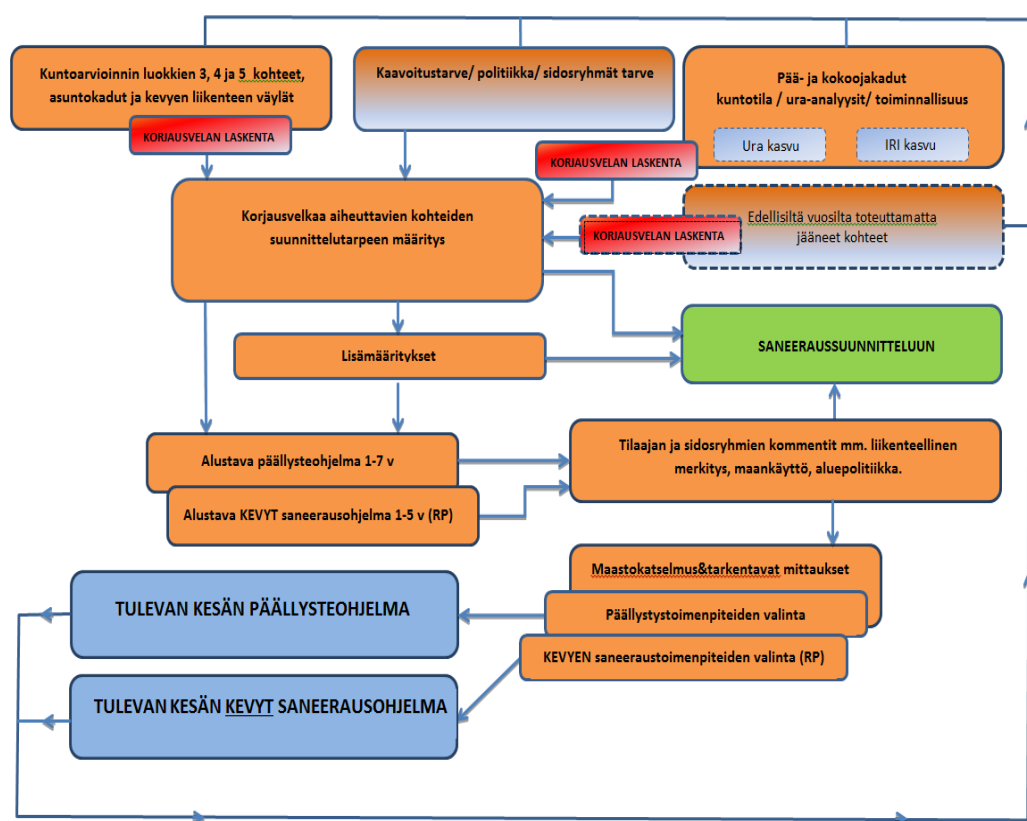 Kuntoarvioinnin luokkien 3, 4 ja 5 kohteet,
asuntokadut ja kevyen liikenteen väylät
KORJAUSVELAN LASKENTA
Kaavoitustarve/ politiikka/ sidosryhmät tarve
Pää- ja kokoojakadut
kuntotila / ura-analyysit/ toiminnallisuus
Ura kasvu
IRI kasvu
KORJAUSVELAN LASKENTA
Korjausvelkaa aiheuttavien kohteiden
suunnittelutarpeen määritys
KORJAUSVELAN LASKENTA
Edellisiltä vuosilta toteuttamatta
jääneet kohteet
Lisämääritykset
SANEERAUSSUUNNITTELUUN
Alustava päällysteohjelma 1-7 v
Alustava KEVYT saneerausohjelma 1-5 v (RP)
Tilaajan ja sidosryhmien kommentit mm. liikenteellinen
merkitys, maankäyttö, aluepolitiikka.
Maastokatselmus&tarkentavat mittaukset
Päällystystoimenpiteiden valinta
KEVYEN saneeraustoimenpiteiden valinta (RP)
TULEVAN KESÄN PÄÄLLYSTEOHJELMA
TULEVAN KESÄN KEVYT SANEERAUSOHJELMA